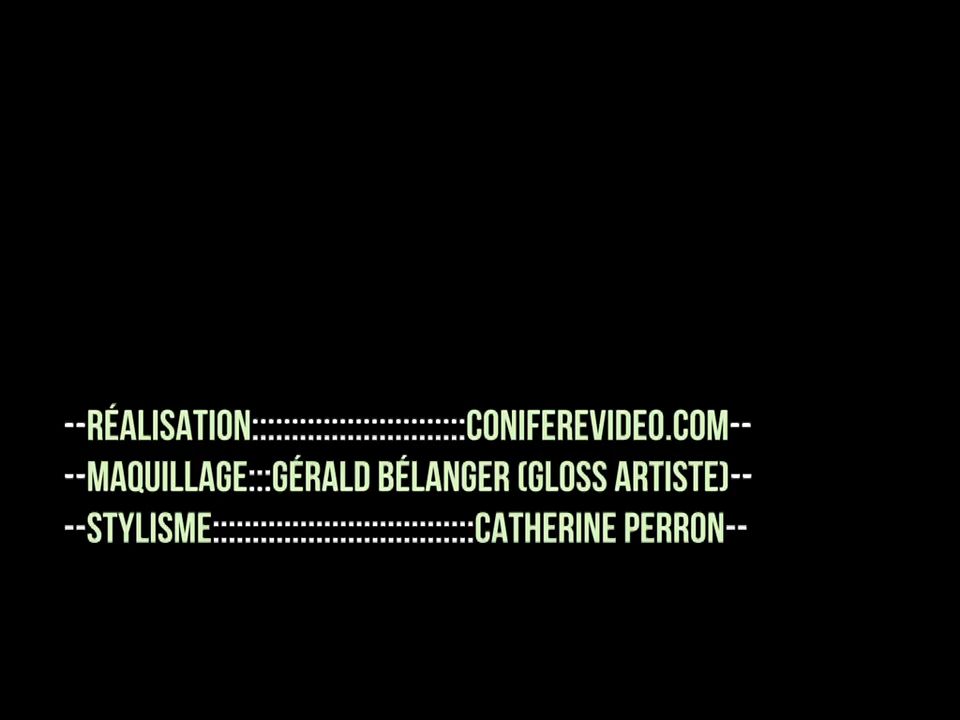 --RÉALISATION:::::::::::::::::::::::::::CONIFEREVIDEO.COM--
--MAQUILLAGE:::GÉRALD BÉLANGER (GLOSS ARTISTE)--
--STYLISME:::::::::::::::::::::::::::::::::CATHERINE PERRON--